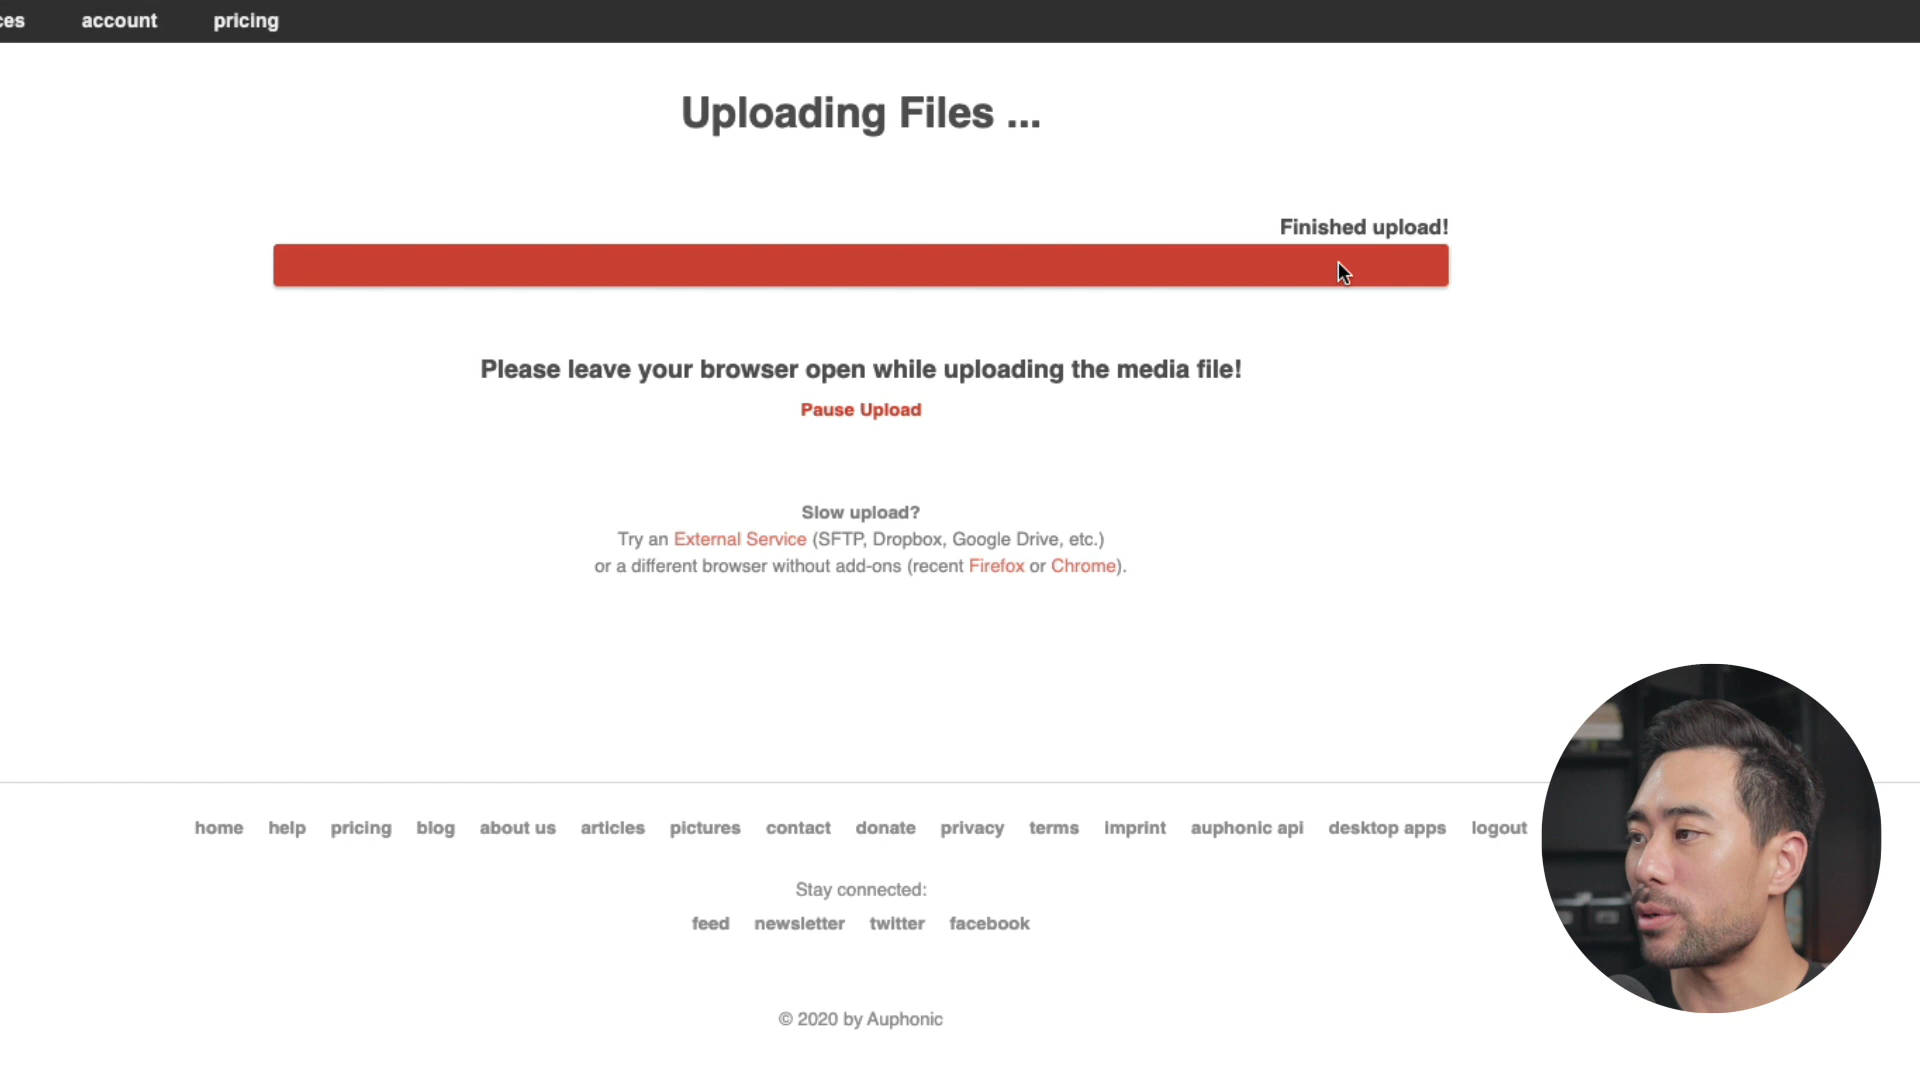 account pricing
Uploading Files ...
Finished upload!
Please leave your browser open while uploading the media file!
Pause Upload
Slow upload?
Try an External Service (SFTP, Dropbox, Google Drive, etc.)
or a different browser without add-ons (recent Firefox or Chrome).
home help pricing blog about us articles pictures contact donate privacy terms imprint auphonic api desktop apps logout
Stay connected:
feed newsletter twitter facebook
© 2020 by Auphonic